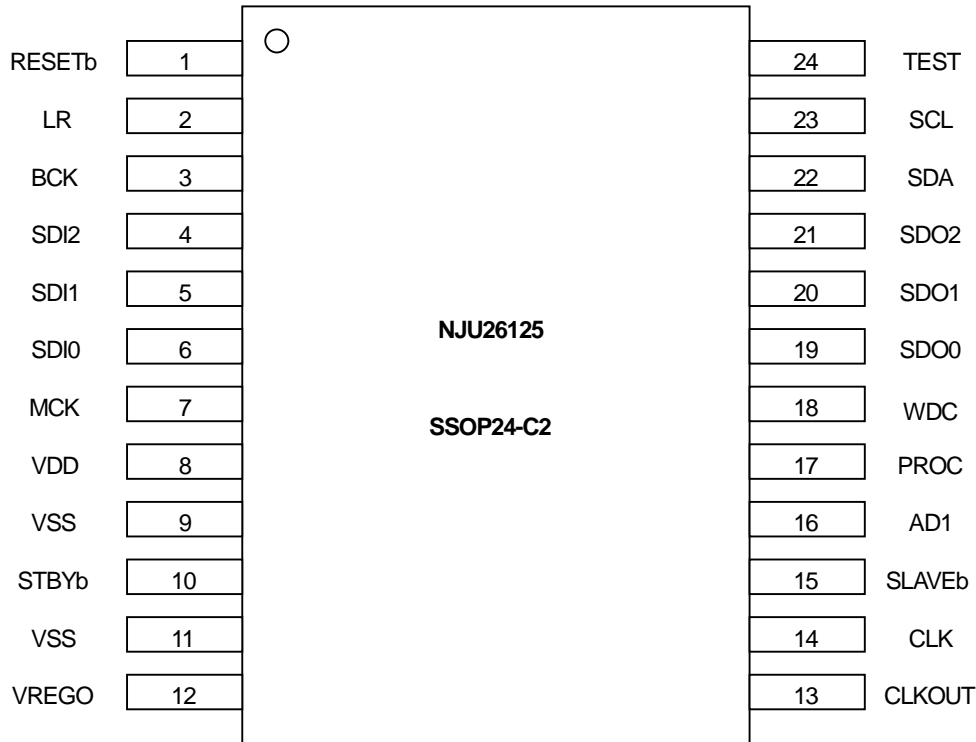 RESETb 1 24 TEST
LR 2 23 SCL
BCK 3 22 SDA
SDI2 4 21 SDO2
SDI1 5 20 SDO1
NJU26125
SDI0 6 19 SDO0
MCK 7 18 WDC
SSOP24-C2
VDD 8 17 PROC
VSS 9 16 AD1
STBYb 10 15 SLAVEb
VSS 11 14 CLK
VREGO 12 13 CLKOUT